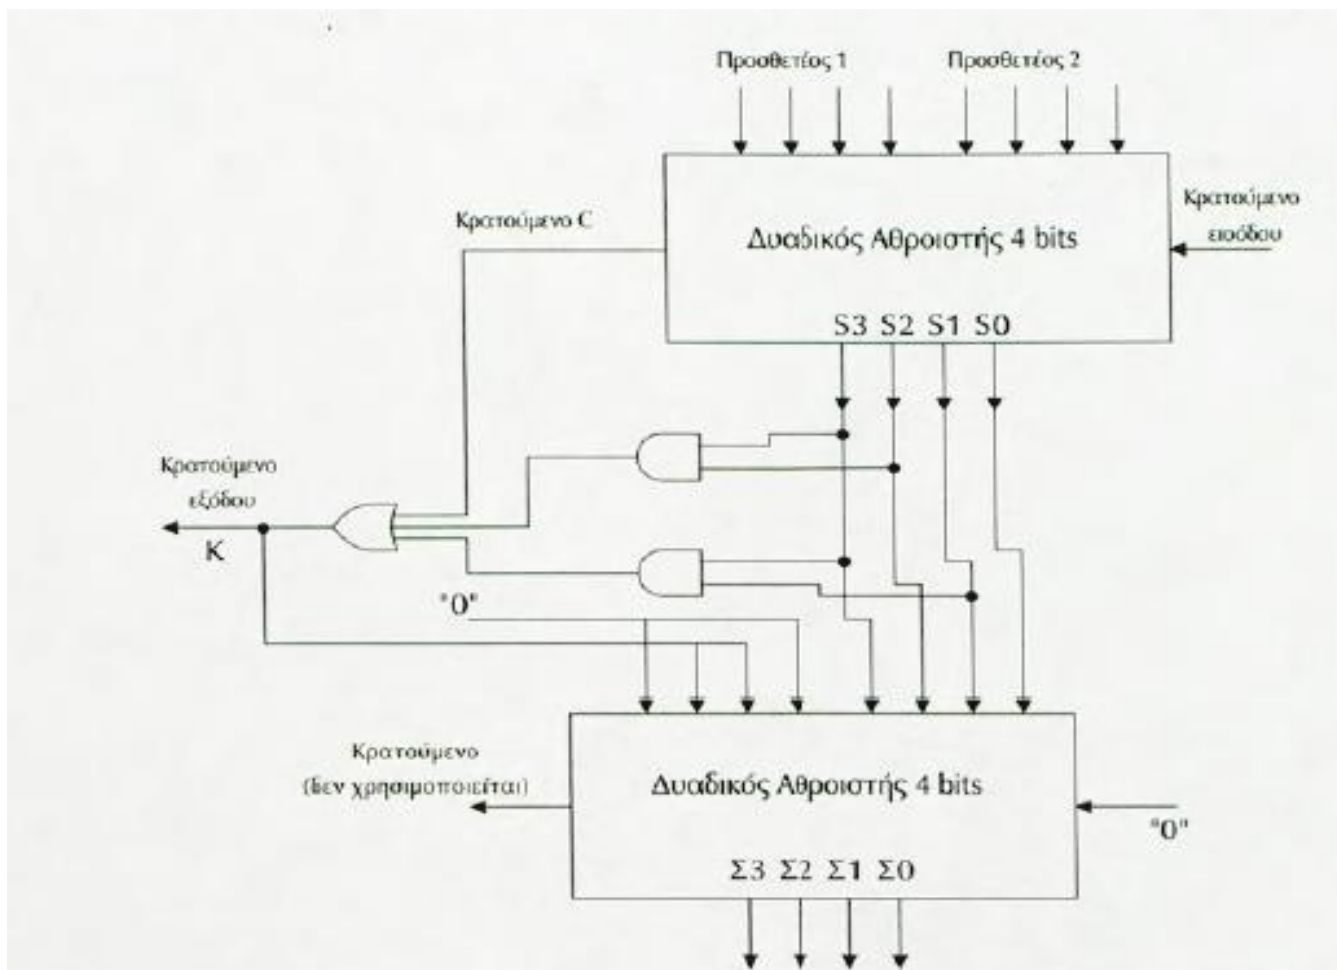 Προσθετέος 1 Προσθετέος 2
Κρατούμενο
εισόδου
Κρατούμενο C
Δυαδικός Αθροιστής 4 bits
S3 S2 S1 S0
Κρατούμενο
εξόδου
K
"0"
Κρατούμενο
(δεν χρησιμοποιείται)
Δυαδικός Αθροιστής 4 bits
"0"
Σ3 Σ2 Σ1 Σ0